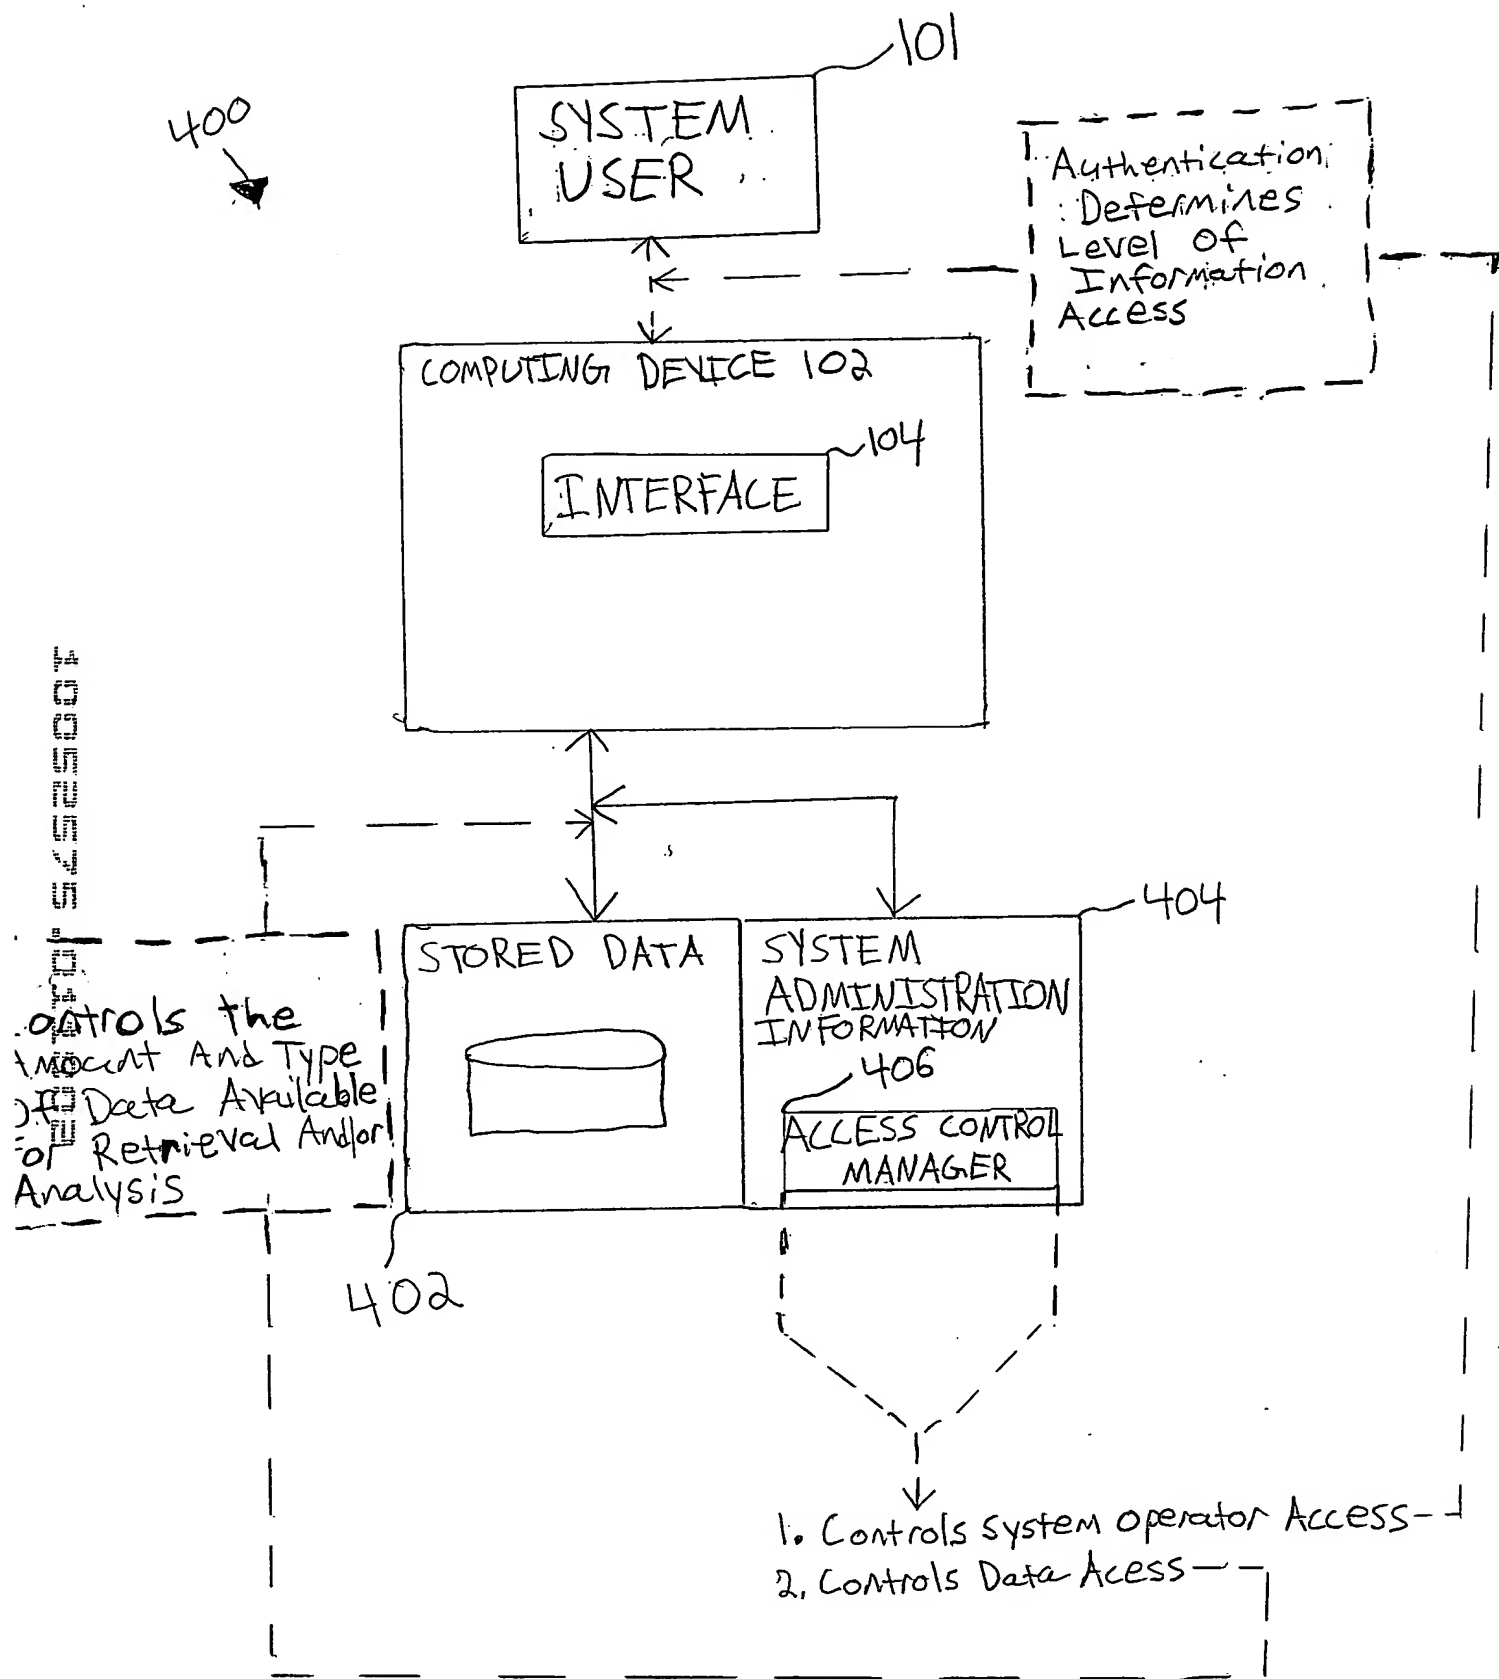 101
400
SYSTEM
USER
Authentication
Determines
Level Of
Information
Access
COMPUTING DEVICE 102
104
INTERFACE
404
STORED DATA
SYSTEM
ADMINISTRATION
INFORMATION
406
ACCESS CONTROL
MANAGER
ontrols the
mount And Type
Of Data Available
or Retrieval And/or
Analysis
402
1. Controls System Operator Access
2. Controls Data Acess